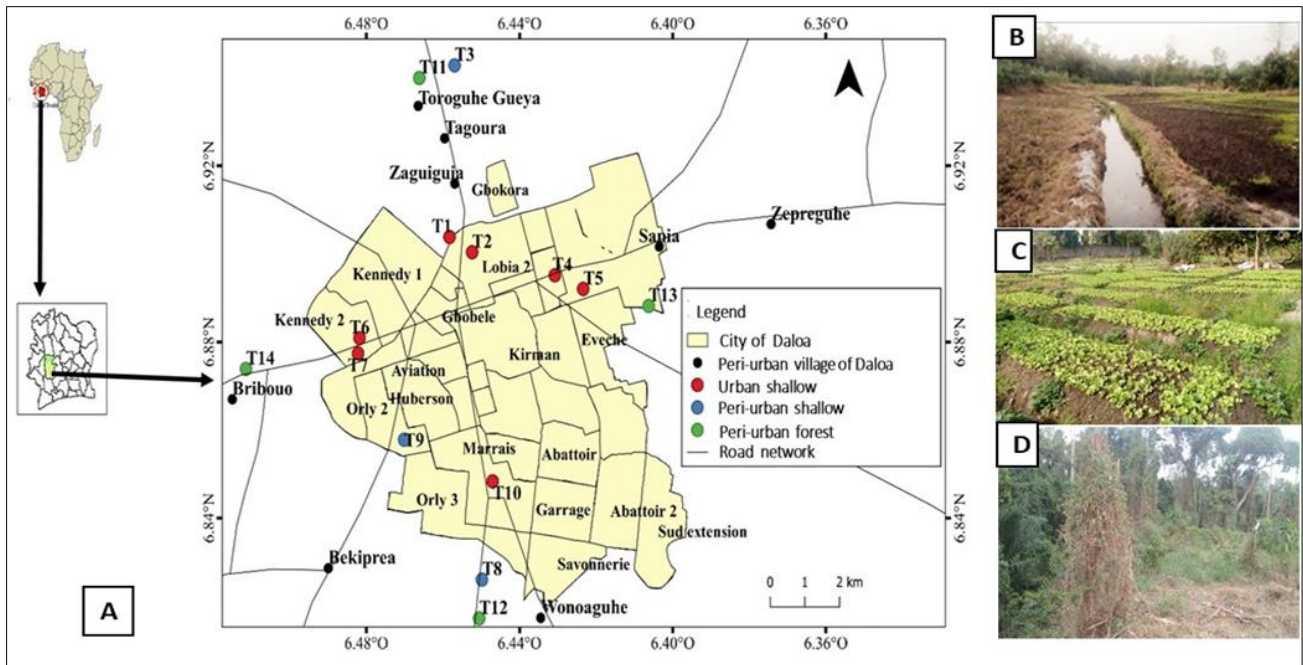 6.48°O 6.44°O 6.40°O 6.36°O
B
T3
T11
Toroguhe Gueya
Tagoura
6.92°N 6.92°N
Zaguiguia
Gbokora
Zepreguhe
T1
T2
Sapia
Lobia 2
T4
Kennedy 1
T5
C
T13
Legend
City of Daloa
Peri-urban village of Daloa
Urban shallow
Peri-urban shallow
Peri-urban forest
Road network
Kennedy 2
Gbobele
T6
Eveche
6.88°N 6.88°N
Kirman
T7
T14
Aviation
Bribouo
Huberson
Orly 2
T9
D
Marrais
Abattoir
T10
Orly 3
Garrage
Abattoir 2
6.84°N 6.84°N
Sud extension
Bekiprea
Savonnerie
T8
0 1 2 km
A
T12
Wonoaguhe
6.48°O 6.44°O 6.40°O 6.36°O